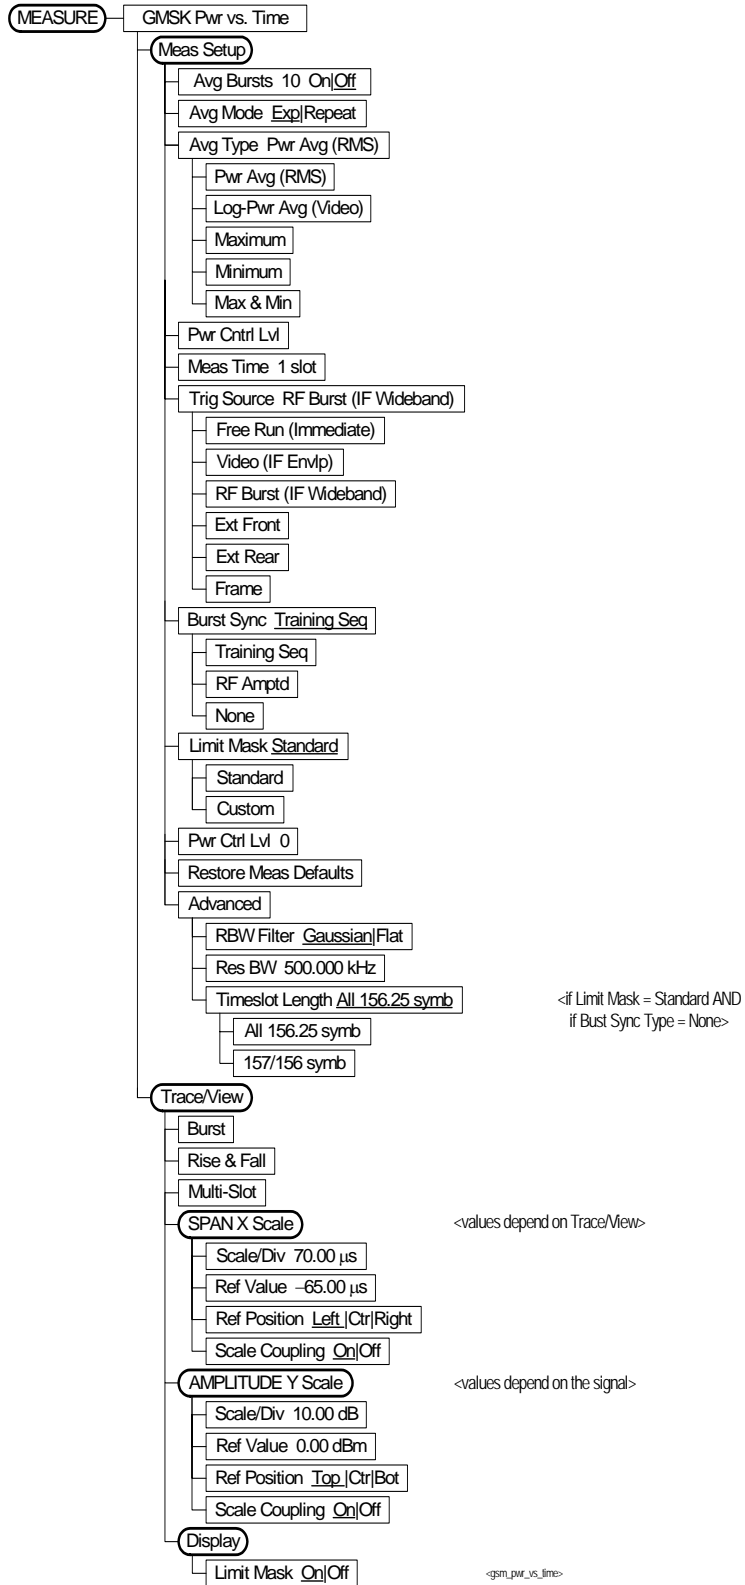 MEASURE GMSK Pwr vs. Time
Meas Setup
Avg Bursts 10 On|Off
Avg Mode Exp|Repeat
Avg Type Pwr Avg (RMS)
Pwr Avg (RMS)
Log-Pwr Avg (Video)
Maximum
Minimum
Max & Min
Pwr Cntrl Lvl
Meas Time 1 slot
Trig Source RF Burst (IF Wideband)
Free Run (Immediate)
Video (IF Envlp)
RF Burst (IF Wideband)
Ext Front
Ext Rear
Frame
Burst Sync Training Seq
Training Seq
RF Amptd
None
Limit Mask Standard
Standard
Custom
Pwr Ctrl Lvl 0
Restore Meas Defaults
Advanced
RBW Filter Gaussian|Flat
Res BW 500.000 kHz
Timeslot Length All 156.25 symb <if Limit Mask = Standard AND
if Bust Sync Type = None>
All 156.25 symb
157/156 symb
Trace/View
Burst
Rise & Fall
Multi-Slot
SPAN X Scale <values depend on Trace/View>
Scale/Div 70.00 µs
Ref Value –65.00 µs
Ref Position Left |Ctr|Right
Scale Coupling On|Off
AMPLITUDE Y Scale <values depend on the signal>
Scale/Div 10.00 dB
Ref Value 0.00 dBm
Ref Position Top |Ctr|Bot
Scale Coupling On|Off
Display
Limit Mask On|Off <gsm_pwr_vs_time>